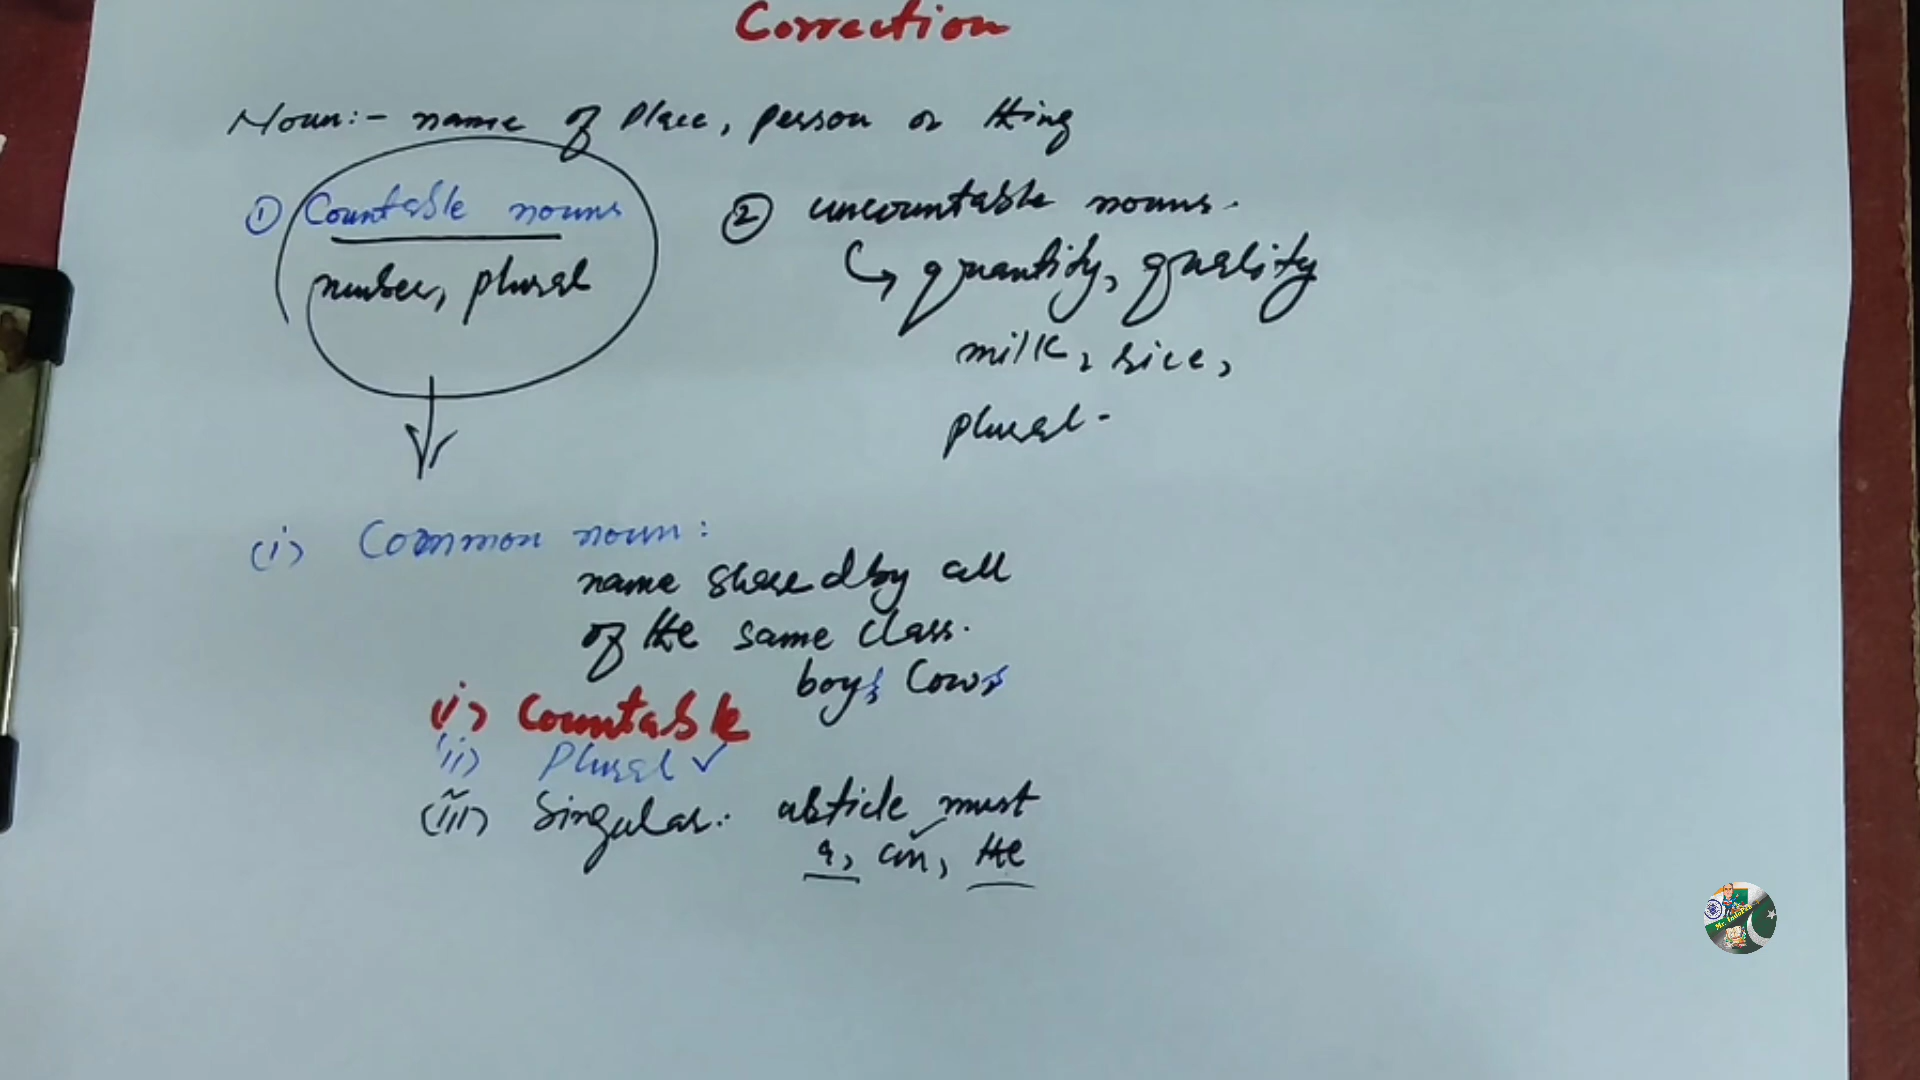 Correction
Noun:- name of place, person or thing
① Countable nouns
number, plural
② uncountable nouns.
quantity, quality
milk, rice,
plural -
(i) Common noun:
name shared by all
of the same class.
boys, cows
(i) Countable
(ii) Plural ✓
(iii) Singular: article must
a, an, the